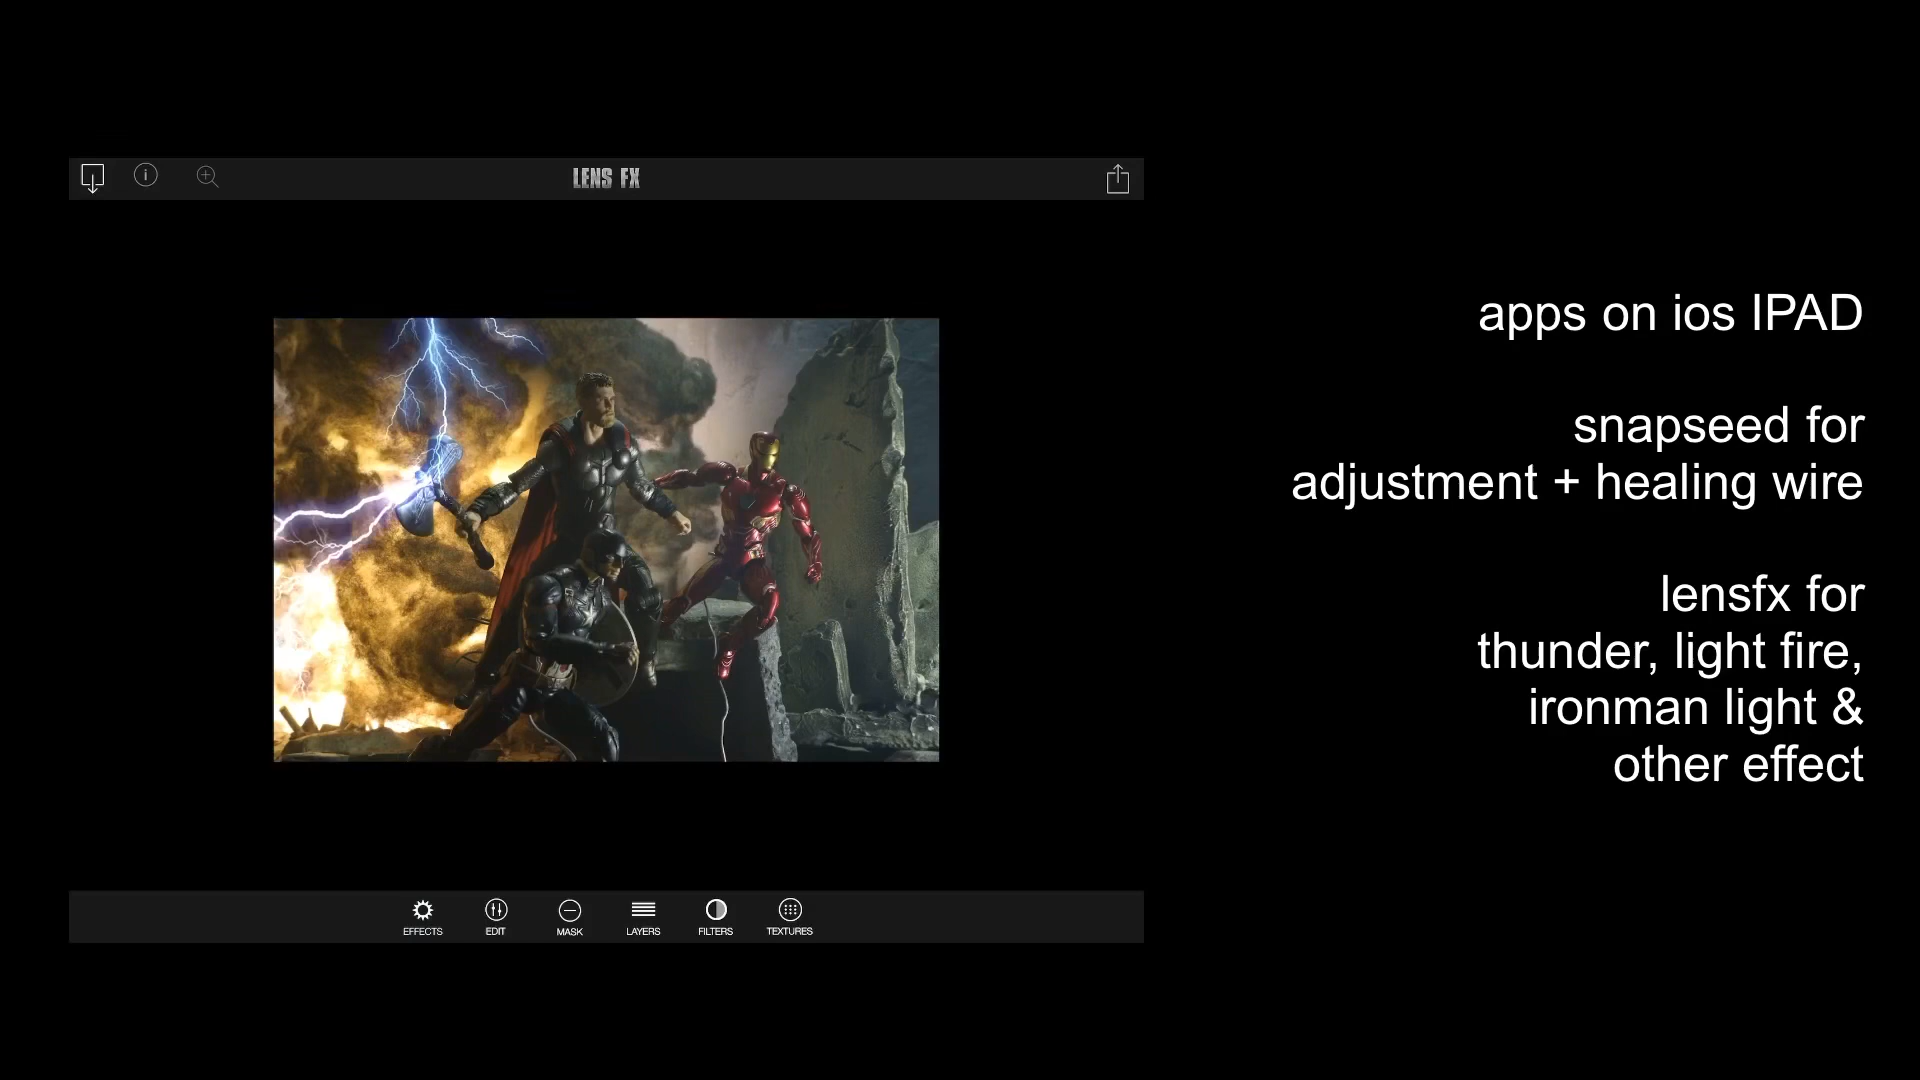 LENS FX
apps on ios IPAD
snapseed for
adjustment + healing wire
lensfx for
thunder, light fire,
ironman light &
other effect
EFFECTS
EDIT
MASK
LAYERS
FILTERS
TEXTURES